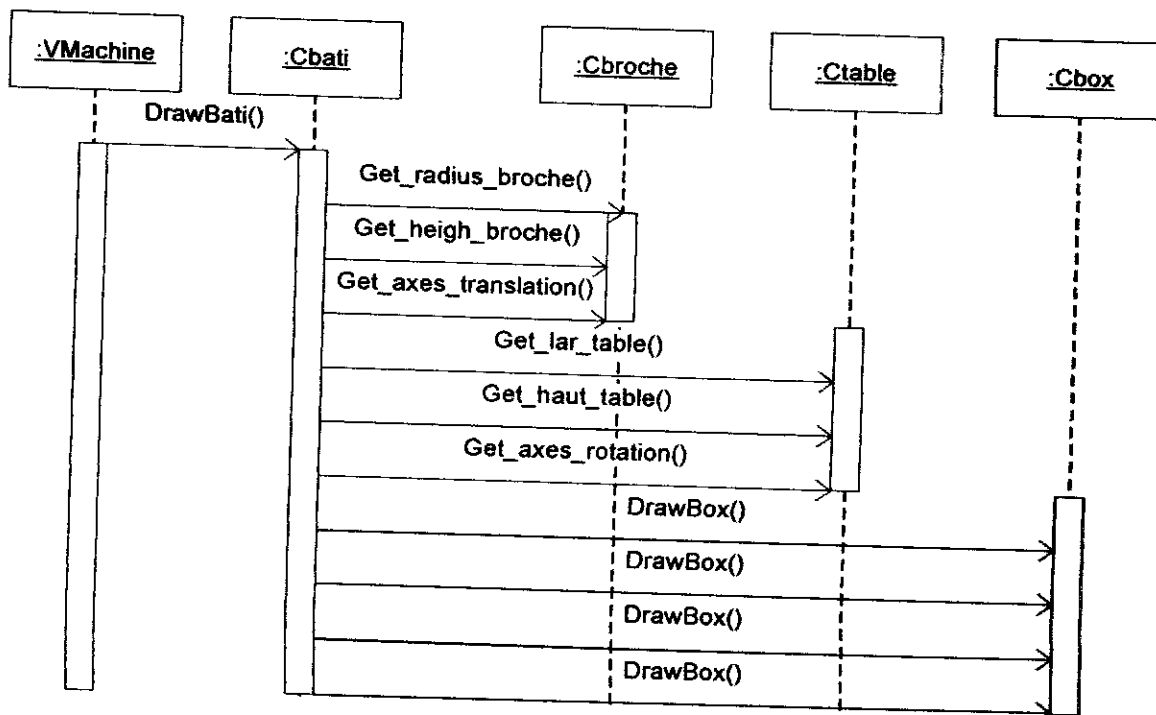 :VMachine
:Cbati
:Cbroche
:Ctable
:Cbox
DrawBati()
Get_radius_broche()
Get_heigh_broche()
Get_axes_translation()
Get_lar_table()
Get_haut_table()
Get_axes_rotation()
DrawBox()
DrawBox()
DrawBox()
DrawBox()